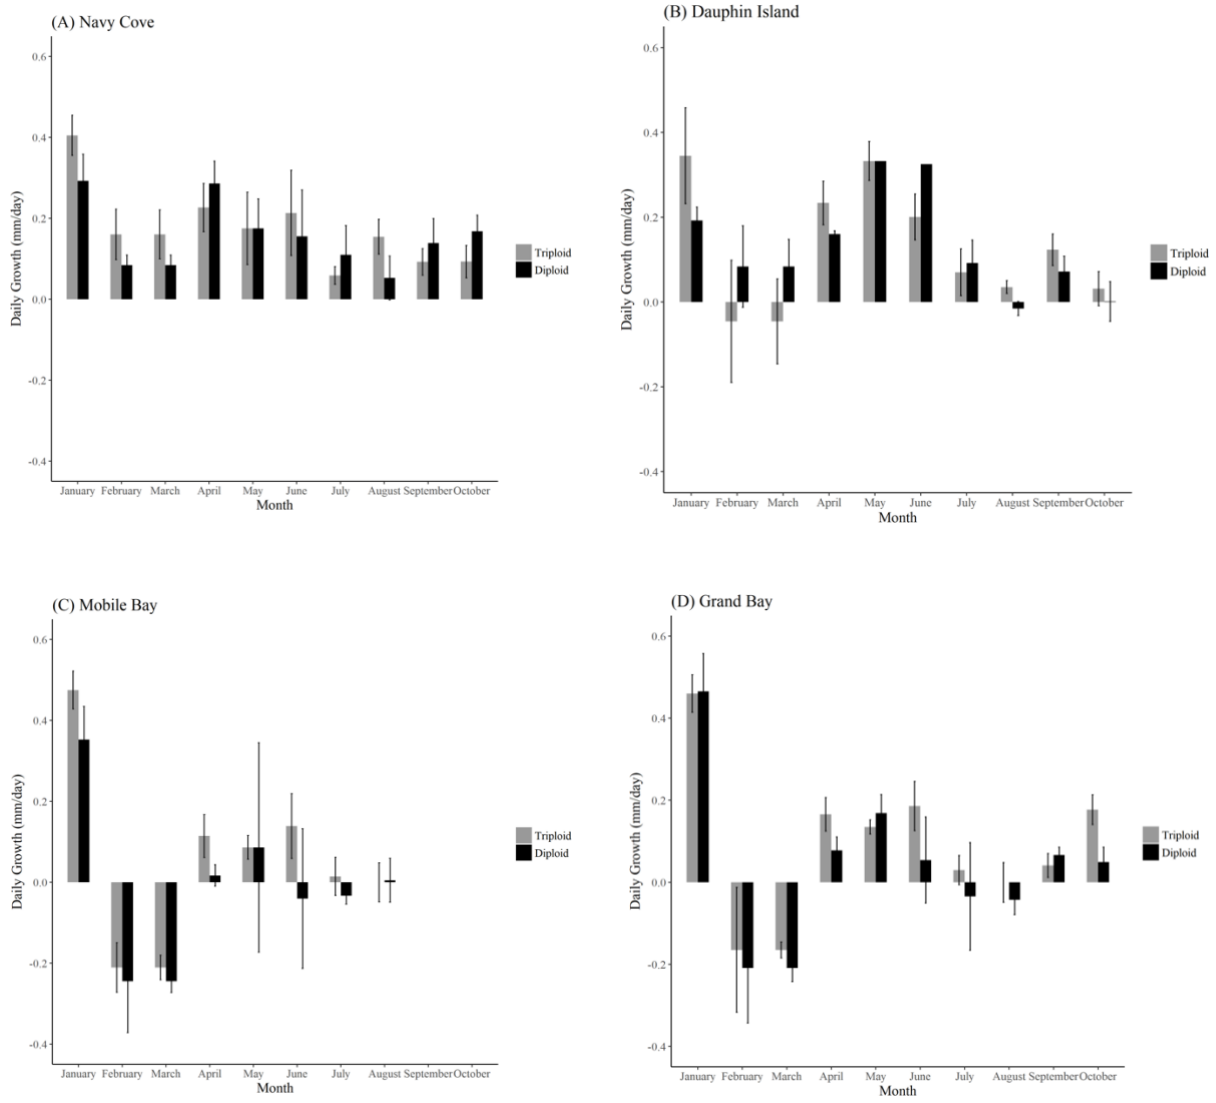 (A) Navy Cove
0.6
0.4
0.2
0.0
-0.2
-0.4
Daily Growth (mm/day)
January February March April May June July August September October
Month
Triploid
Diploid
(B) Dauphin Island
0.6
0.4
0.2
0.0
-0.2
-0.4
Daily Growth (mm/day)
January February March April May June July August September October
Month
Triploid
Diploid
(C) Mobile Bay
0.6
0.4
0.2
0.0
-0.2
-0.4
Daily Growth (mm/day)
January February March April May June July August September October
Month
Triploid
Diploid
(D) Grand Bay
0.6
0.4
0.2
0.0
-0.2
-0.4
Daily Growth (mm/day)
January February March April May June July August September October
Month
Triploid
Diploid